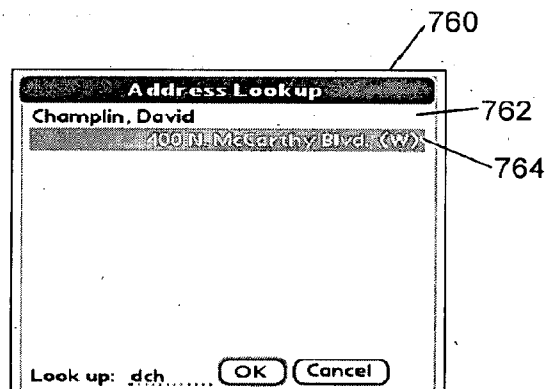 760
Address Lookup
Champlin, David
762
400 N. McCarthy Blvd. (W)
764
Look up: dch OK Cancel